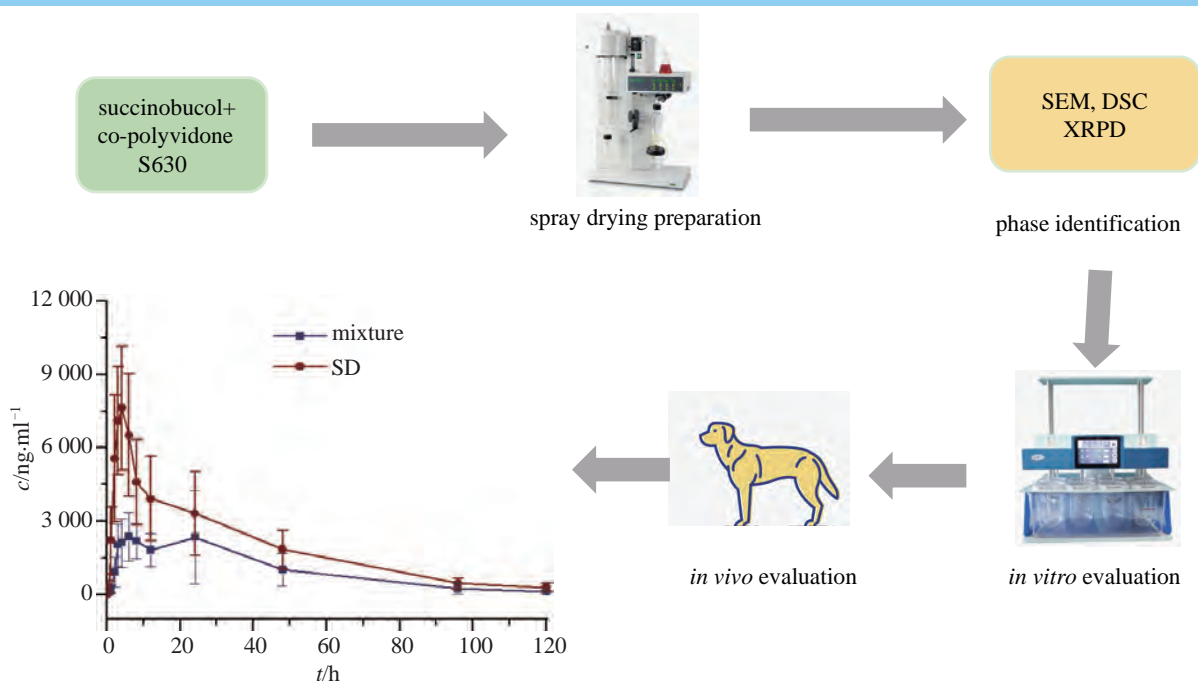 succinobucol+
co-polyvidone
S630
spray drying preparation
SEM, DSC
XRPD
phase identification
12 000
9 000
6 000
3 000
0
c/ng·ml⁻¹
mixture
SD
0
20
40
60
80
100
120
t/h
in vivo evaluation
in vitro evaluation